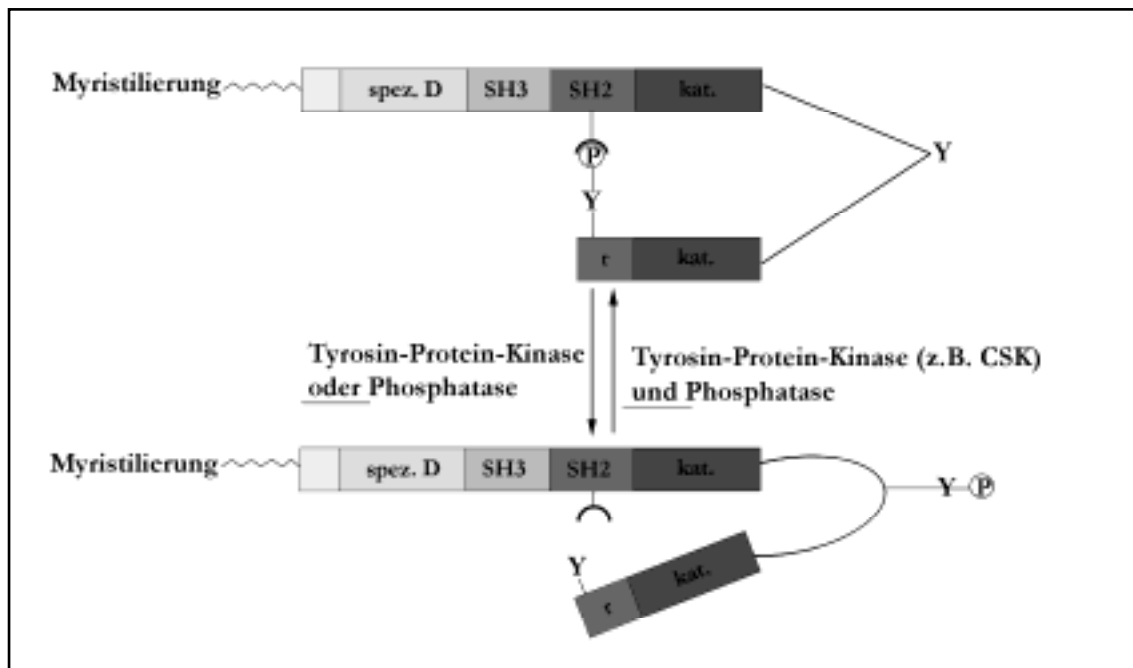 Myristilierung
spez. D SH3 SH2 kat.
P
Y
Y
r kat.
Tyrosin-Protein-Kinase
oder Phosphatase
Tyrosin-Protein-Kinase (z.B. CSK)
und Phosphatase
Myristilierung
spez. D SH3 SH2 kat.
Y P
Y
r kat.